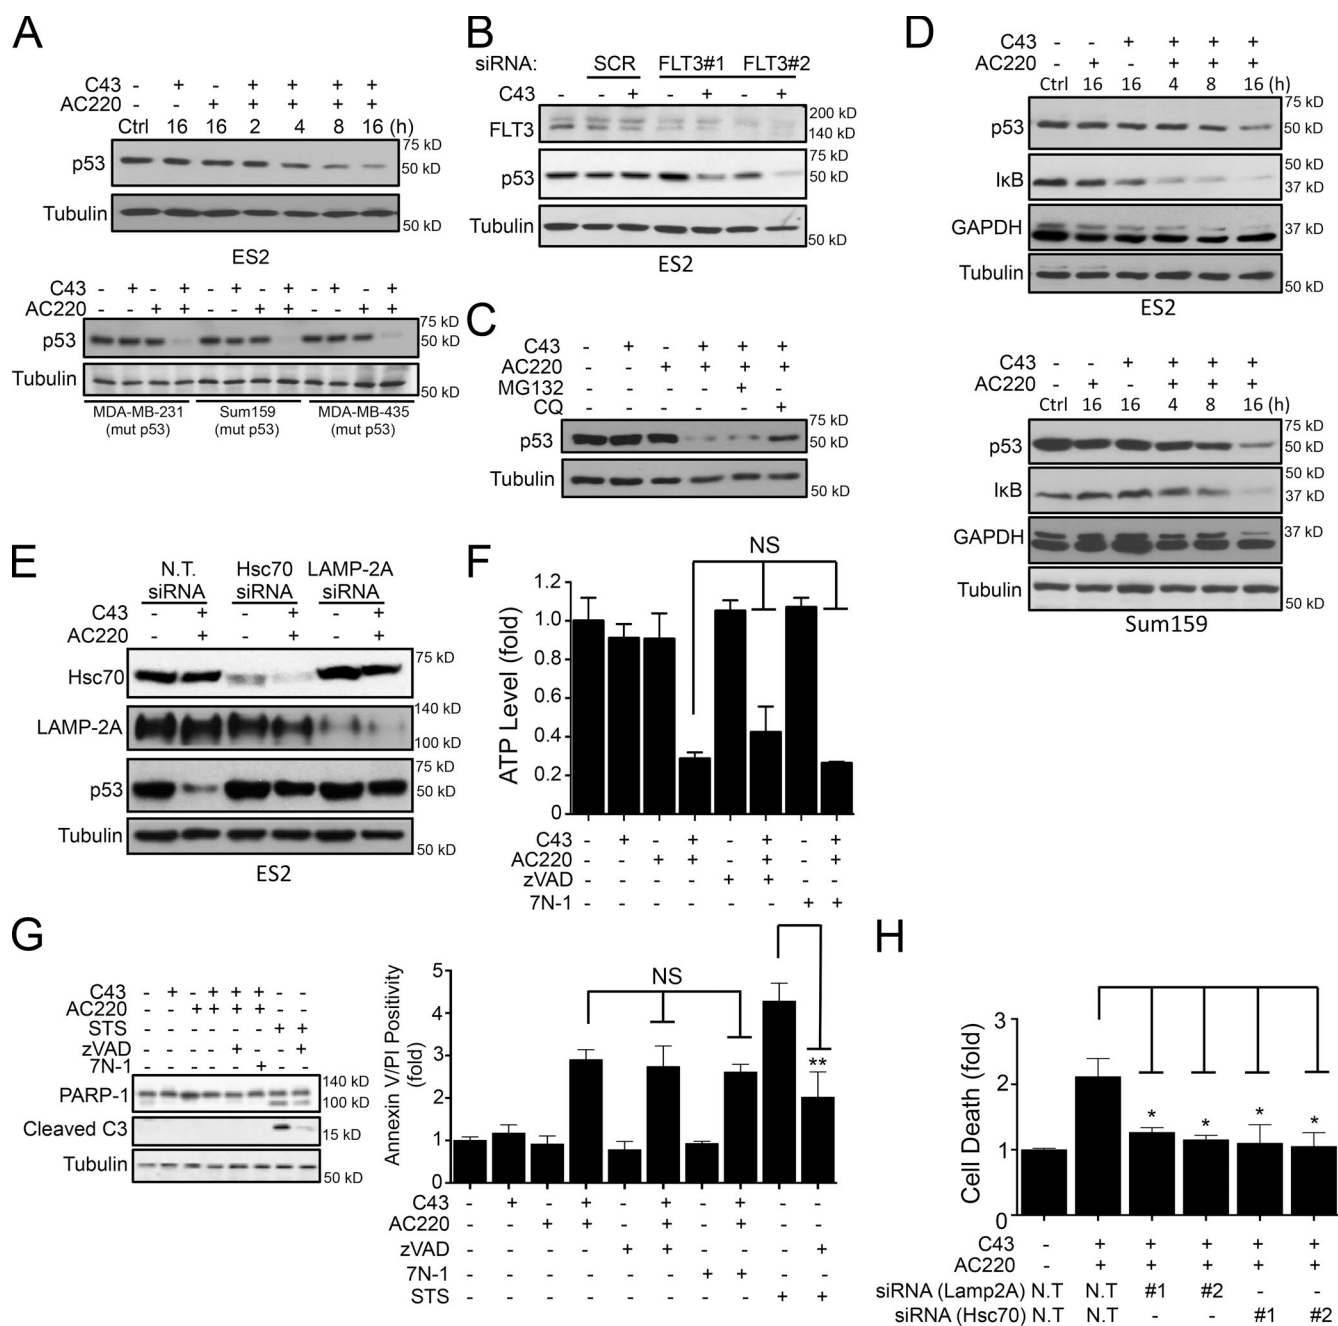 A
C43 - + - + + + +
AC220 - - + + + + +
Ctrl 16 16 2 4 8 16 (h)
p53
75 kD
50 kD
Tubulin
50 kD
ES2
C43 - + - + - + - + - + - +
AC220 - - + + - - + + - - + +
p53
75 kD
50 kD
Tubulin
50 kD
MDA-MB-231 Sum159 MDA-MB-435
(mut p53) (mut p53) (mut p53)
B
siRNA: SCR FLT3#1 FLT3#2
C43 - - + - + - +
FLT3
200 kD
140 kD
p53
75 kD
50 kD
Tubulin
50 kD
ES2
C
C43 - + - + + +
AC220 - - + + + +
MG132 - - - - + -
CQ - - - - - +
p53
75 kD
50 kD
Tubulin
50 kD
D
C43 - - + + + +
AC220 - + - + + +
Ctrl 16 16 4 8 16 (h)
p53
75 kD
50 kD
IκB
50 kD
37 kD
GAPDH
37 kD
Tubulin
50 kD
ES2
C43 - - + + + +
AC220 - + - + + +
Ctrl 16 16 4 8 16 (h)
p53
75 kD
50 kD
IκB
50 kD
37 kD
GAPDH
37 kD
Tubulin
50 kD
Sum159
E
N.T. Hsc70 LAMP-2A
siRNA siRNA siRNA
C43 - + - + - +
AC220 - + - + - +
Hsc70
75 kD
LAMP-2A
140 kD
100 kD
p53
75 kD
50 kD
Tubulin
50 kD
ES2
F
NS
ATP Level (fold)
1.2
1.0
0.8
0.6
0.4
0.2
0
C43 - + - + - + - +
AC220 - - + + - + - +
zVAD - - - - + + - -
7N-1 - - - - - - + +
G
C43 - + - + + + - -
AC220 - - + + + + - -
STS - - - - - - + +
zVAD - - - - + - - +
7N-1 - - - - - + - -
PARP-1
140 kD
100 kD
Cleaved C3
15 kD
Tubulin
50 kD
Annexin V/PI Positivity
(fold)
5
4
3
2
1
0
NS
**
C43 - + - + - + - + - -
AC220 - - + + - + - + - -
zVAD - - - - + + - - - +
7N-1 - - - - - - + + - -
STS - - - - - - - - + +
H
Cell Death (fold)
3
2
1
0
* * * *
C43 - + + + + +
AC220 - + + + + +
siRNA (Lamp2A) N.T N.T #1 #2 - -
siRNA (Hsc70) N.T N.T - - #1 #2